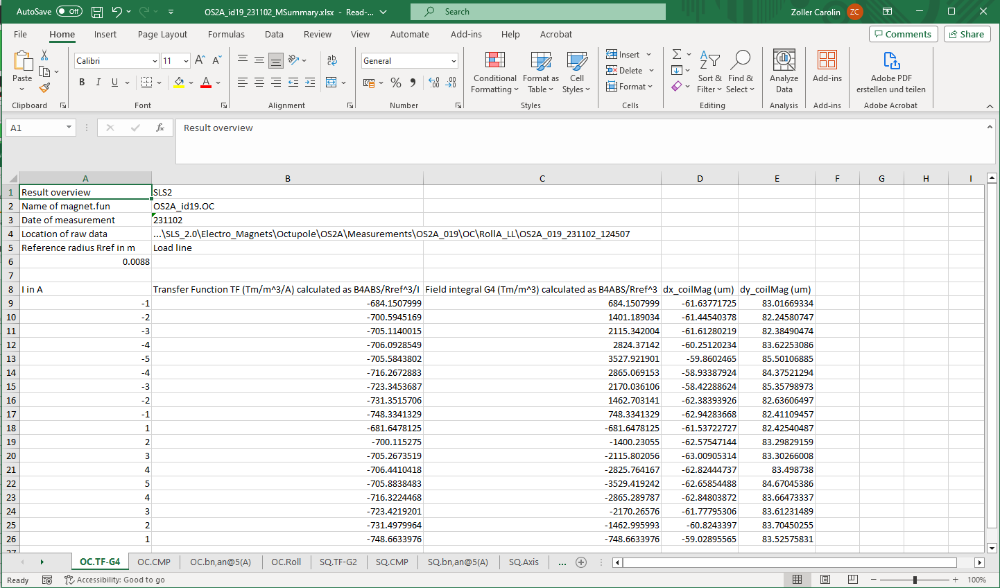 AutoSave Off OS2A_id19_231102_MSummary.xlsx - Read-... Search Zoller Carolin ZC
File Home Insert Page Layout Formulas Data Review View Automate Add-ins Help Acrobat Comments Share
Calibri 11 A A ab General Insert
Paste Conditional Format as Cell Delete Sort & Find & Analyze Add-ins Adobe PDF
B I U A % Formatting Table Styles Format Filter Select Data erstellen und teilen
Clipboard Font Alignment Number Styles Cells Editing Analysis Add-ins Adobe Acrobat
A1 fx Result overview
A B C D E F G H I
1 Result overview SLS2
2 Name of magnet.fun OS2A_id19.OC
3 Date of measurement 231102
4 Location of raw data ...\SLS_2.0\Electro_Magnets\Octupole\OS2A\Measurements\OS2A_019\OC\RollA_LL\OS2A_019_231102_124507
5 Reference radius Rref in m Load line
6 0.0088
7
8 I in A Transfer Function TF (Tm/m^3/A) calculated as B4ABS/Rref^3/I Field integral G4 (Tm/m^3) calculated as B4ABS/Rref^3 dx_coilMag (um) dy_coilMag (um)
9 -1 -684.1507999 684.1507999 -61.63771725 83.01669334
10 -2 -700.5945169 1401.189034 -61.44540378 82.24580747
11 -3 -705.1140015 2115.342004 -61.61280219 82.38490474
12 -4 -706.0928549 2824.37142 -60.25120234 83.62253086
13 -5 -705.5843802 3527.921901 -59.8602465 85.50106885
14 -4 -716.2672883 2865.069153 -58.93387924 84.37521294
15 -3 -723.3453687 2170.036106 -58.42288624 85.35798973
16 -2 -731.3515706 1462.703141 -62.38393926 82.63606497
17 -1 -748.3341329 748.3341329 -62.94283668 82.41109457
18 1 -681.6478125 -681.6478125 -61.53722727 82.42540487
19 2 -700.115275 -1400.23055 -62.57547144 83.29829159
20 3 -705.2673519 -2115.802056 -63.00905314 83.30266008
21 4 -706.4410418 -2825.764167 -62.82444737 83.498738
22 5 -705.8838483 -3529.419242 -62.65854488 84.67045386
23 4 -716.3224468 -2865.289787 -62.84803872 83.66473337
24 3 -723.4219201 -2170.26576 -61.77795306 83.61231489
25 2 -731.4979964 -1462.995993 -60.8243397 83.70450255
26 1 -748.6633976 -748.6633976 -59.02895565 83.52575831
27
OC.TF-G4 OC.CMP OC.bn,an@5(A) OC.Roll SQ.TF-G2 SQ.CMP SQ.bn,an@5(A) SQ.Axis ...
Ready Accessibility: Good to go 100%